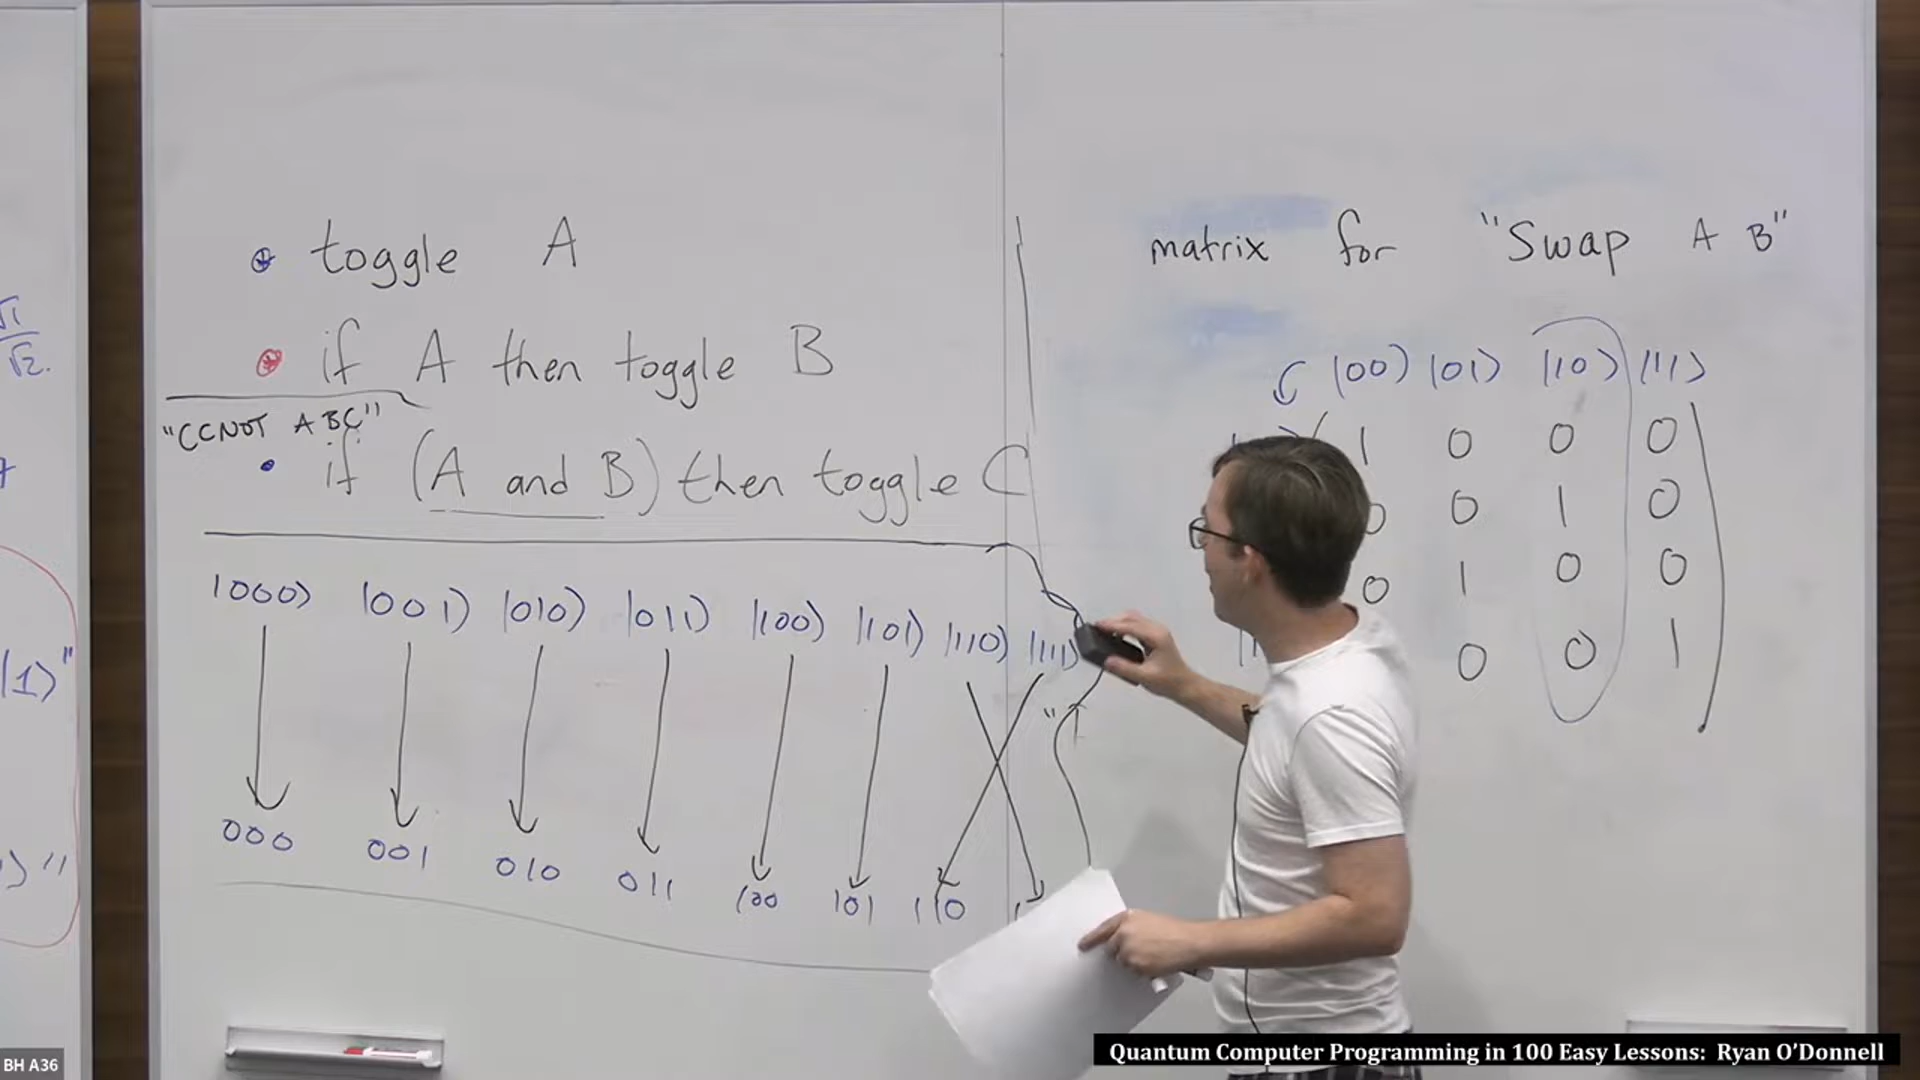 • toggle A
• if A then toggle B
"CCNOT A BC"
• if (A and B) then toggle C
|000⟩ |001⟩ |010⟩ |011⟩ |100⟩ |101⟩ |110⟩ |111⟩
000 001 010 011 100 101 110
matrix for "Swap A B"
|00⟩ |01⟩ |10⟩ |11⟩
1 0 0 0
0 0 1 0
0 1 0 0
0 0 1
√2.
|1⟩"
⟩"
BH A36
Quantum Computer Programming in 100 Easy Lessons: Ryan O'Donnell